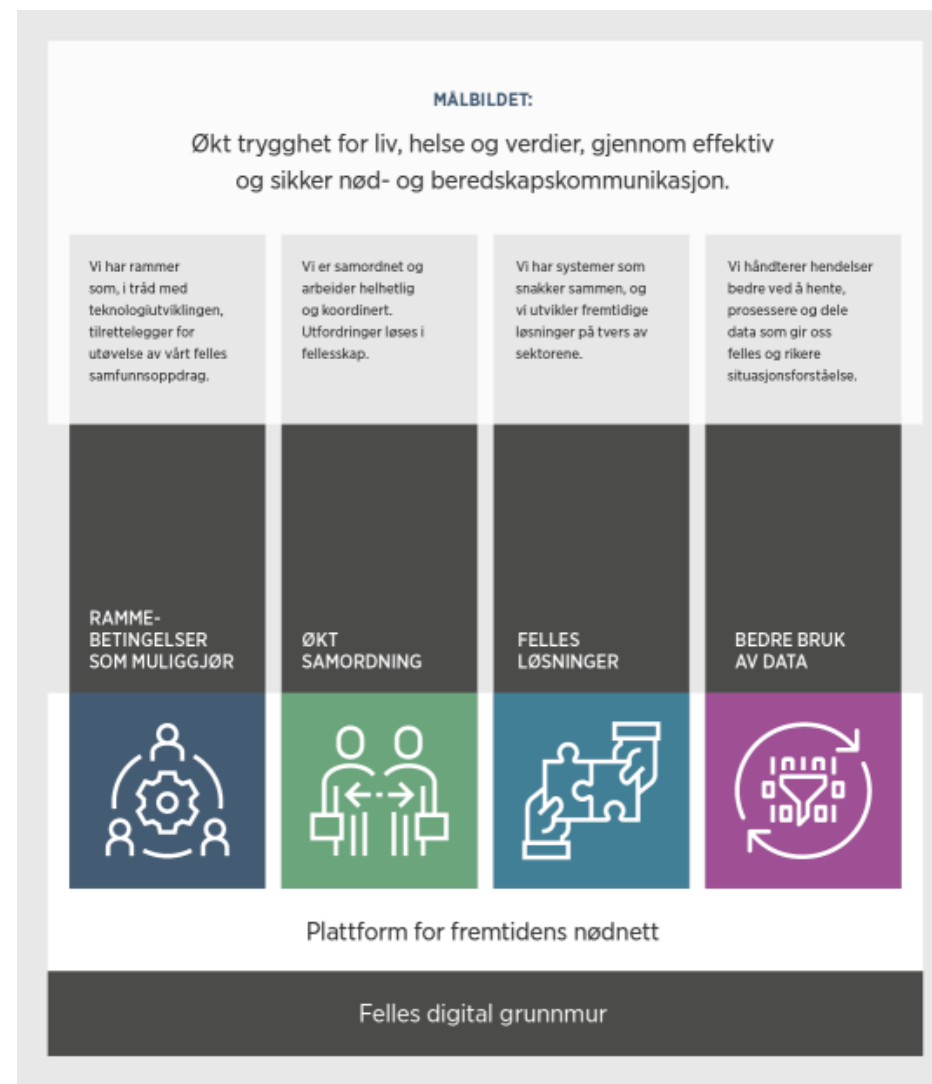 MÅLBILDET:
Økt trygghet for liv, helse og verdier, gjennom effektiv
og sikker nød- og beredskapskommunikasjon.
Vi har rammer
som, i tråd med
teknologiutviklingen,
tilrettelegger for
utøvelse av vårt felles
samfunnsoppdrag.
Vi er samordnet og
arbeider helhetlig
og koordinert.
Utfordringer løses i
fellesskap.
Vi har systemer som
snakker sammen, og
vi utvikler fremtidige
løsninger på tvers av
sektorene.
Vi håndterer hendelser
bedre ved å hente,
prosessere og dele
data som gir oss
felles og rikere
situasjonsforståelse.
RAMME-
BETINGELSER
SOM MULIGGJØR
ØKT
SAMORDNING
FELLES
LØSNINGER
BEDRE BRUK
AV DATA
Plattform for fremtidens nødnett
Felles digital grunnmur